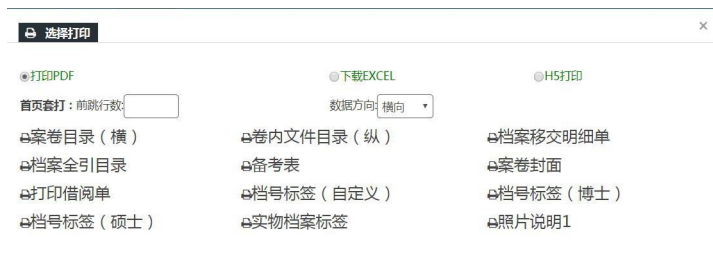 选择打印 ×
打印PDF 下载EXCEL H5打印
首页套打：前跳行数: 数据方向: 横向
案卷目录（横） 卷内文件目录（纵） 档案移交明细单
档案全引目录 备考表 案卷封面
打印借阅单 档号标签（自定义） 档号标签（博士）
档号标签（硕士） 实物档案标签 照片说明1